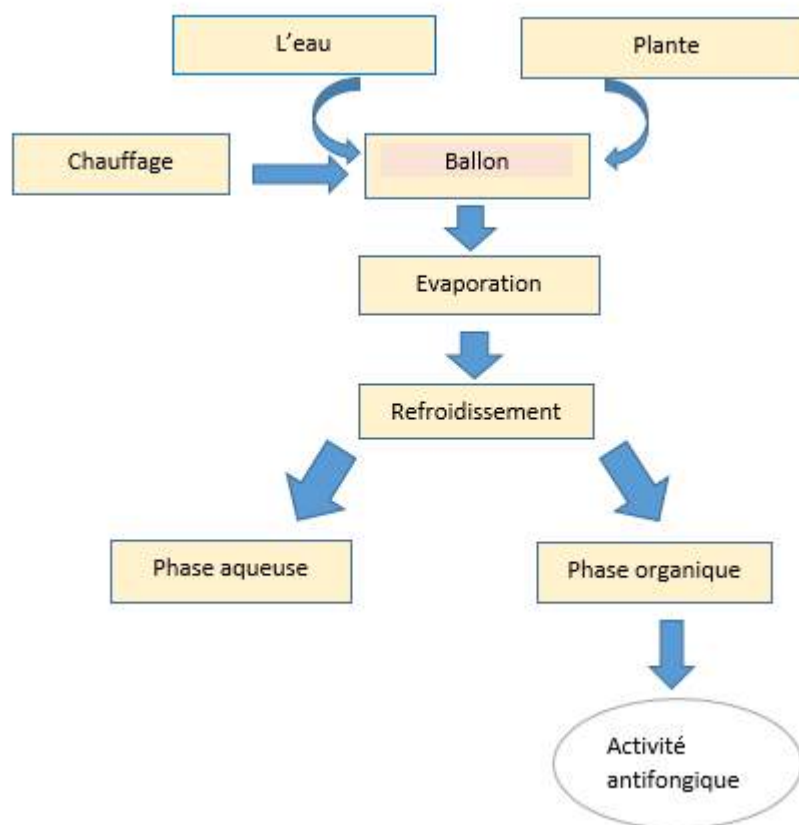 L’eau
Plante
Chauffage
Ballon
Evaporation
Refroidissement
Phase aqueuse
Phase organique
Activité
antifongique